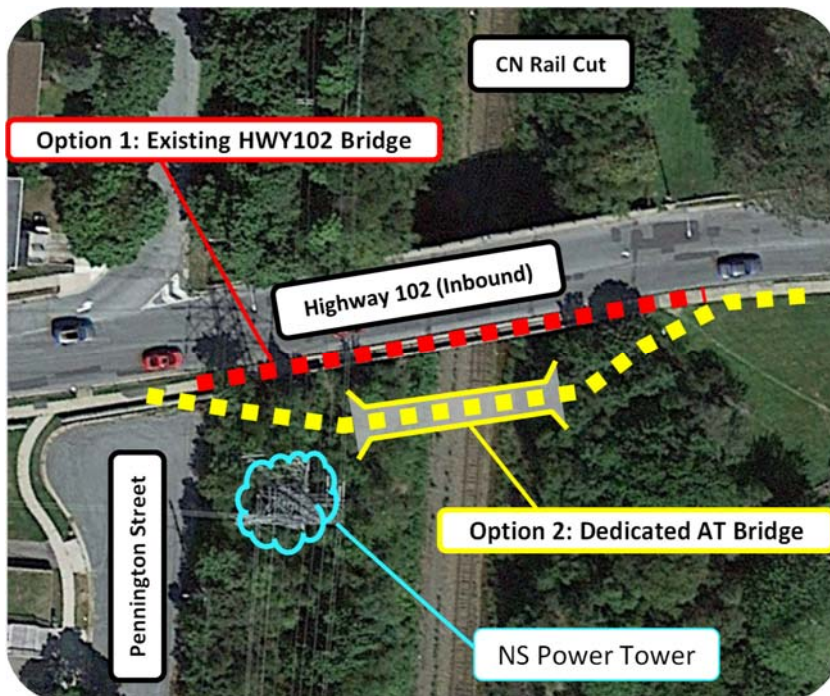 CN Rail Cut
Option 1: Existing HWY102 Bridge
Highway 102 (Inbound)
Pennington Street
Option 2: Dedicated AT Bridge
NS Power Tower